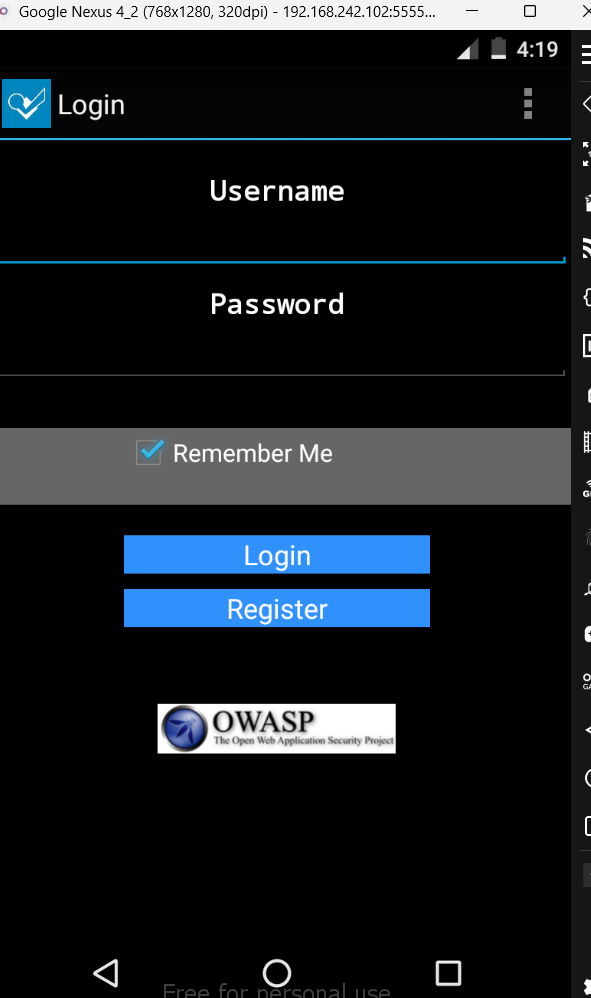 Google Nexus 4_2 (768x1280, 320dpi) - 192.168.242.102:5555...
4:19
Login
Username
Password
Remember Me
Login
Register
OWASP
The Open Web Application Security Project
Free for personal use